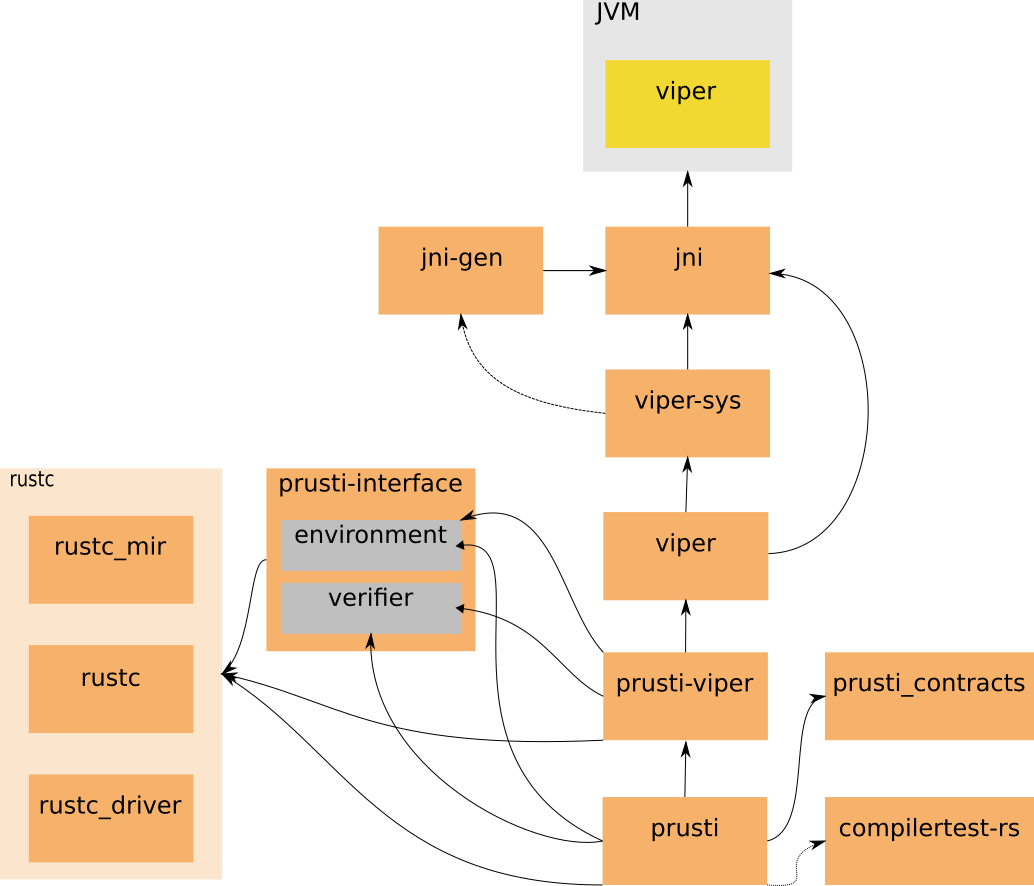 JVM
viper
jni-gen
jni
viper-sys
rustc
prusti-interface
environment
verifier
rustc_mir
viper
rustc
prusti-viper
prusti_contracts
rustc_driver
prusti
compilertest-rs